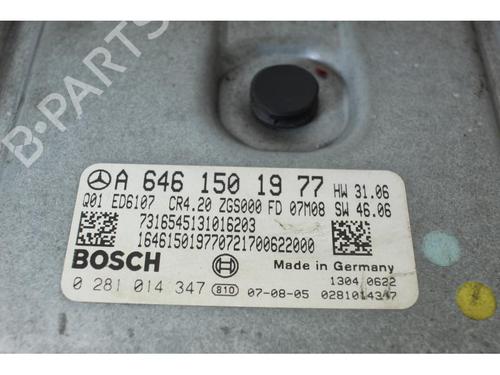 B-PARTS
A 646 150 19 77 HW 31.06
Q01 ED6107 CR4.20 ZGS000 FD 07M08 SW 46.06
7316545131016203
16461501977072170062200​0
BOSCH Made in Germany
1304 0622
0 281 014 347 810 07-08-05 0281014347